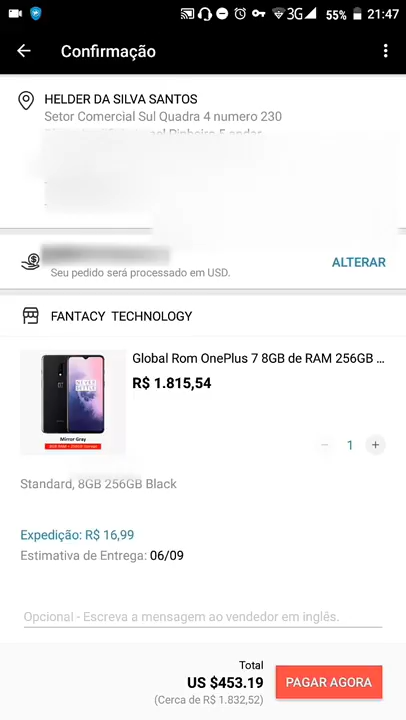 3G 55% 21:47
Confirmação
HELDER DA SILVA SANTOS
Setor Comercial Sul Quadra 4 numero 230
Pinheiro 5 andar
ALTERAR
Seu pedido será processado em USD.
FANTACY TECHNOLOGY
Global Rom OnePlus 7 8GB de RAM 256GB ...
R$ 1.815,54
Mirror Gray
1
Standard, 8GB 256GB Black
Expedição: R$ 16,99
Estimativa de Entrega: 06/09
Opcional - Escreva a mensagem ao vendedor em inglês.
Total
US $453.19
PAGAR AGORA
(Cerca de R$ 1.832,52)